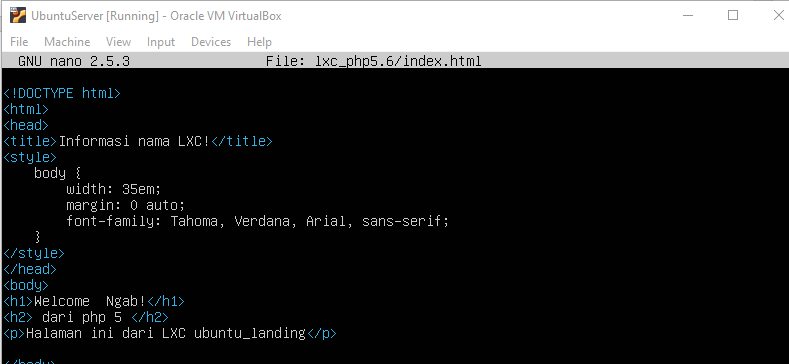 UbuntuServer [Running] - Oracle VM VirtualBox
File Machine View Input Devices Help
GNU nano 2.5.3 File: lxc_php5.6/index.html
<!DOCTYPE html>
<html>
<head>
<title>Informasi nama LXC!</title>
<style>
    body {
        width: 35em;
        margin: 0 auto;
        font-family: Tahoma, Verdana, Arial, sans-serif;
    }
</style>
</head>
<body>
<h1>Welcome  Ngab!</h1>
<h2> dari php 5 </h2>
<p>Halaman ini dari LXC ubuntu_landing</p>
</body>